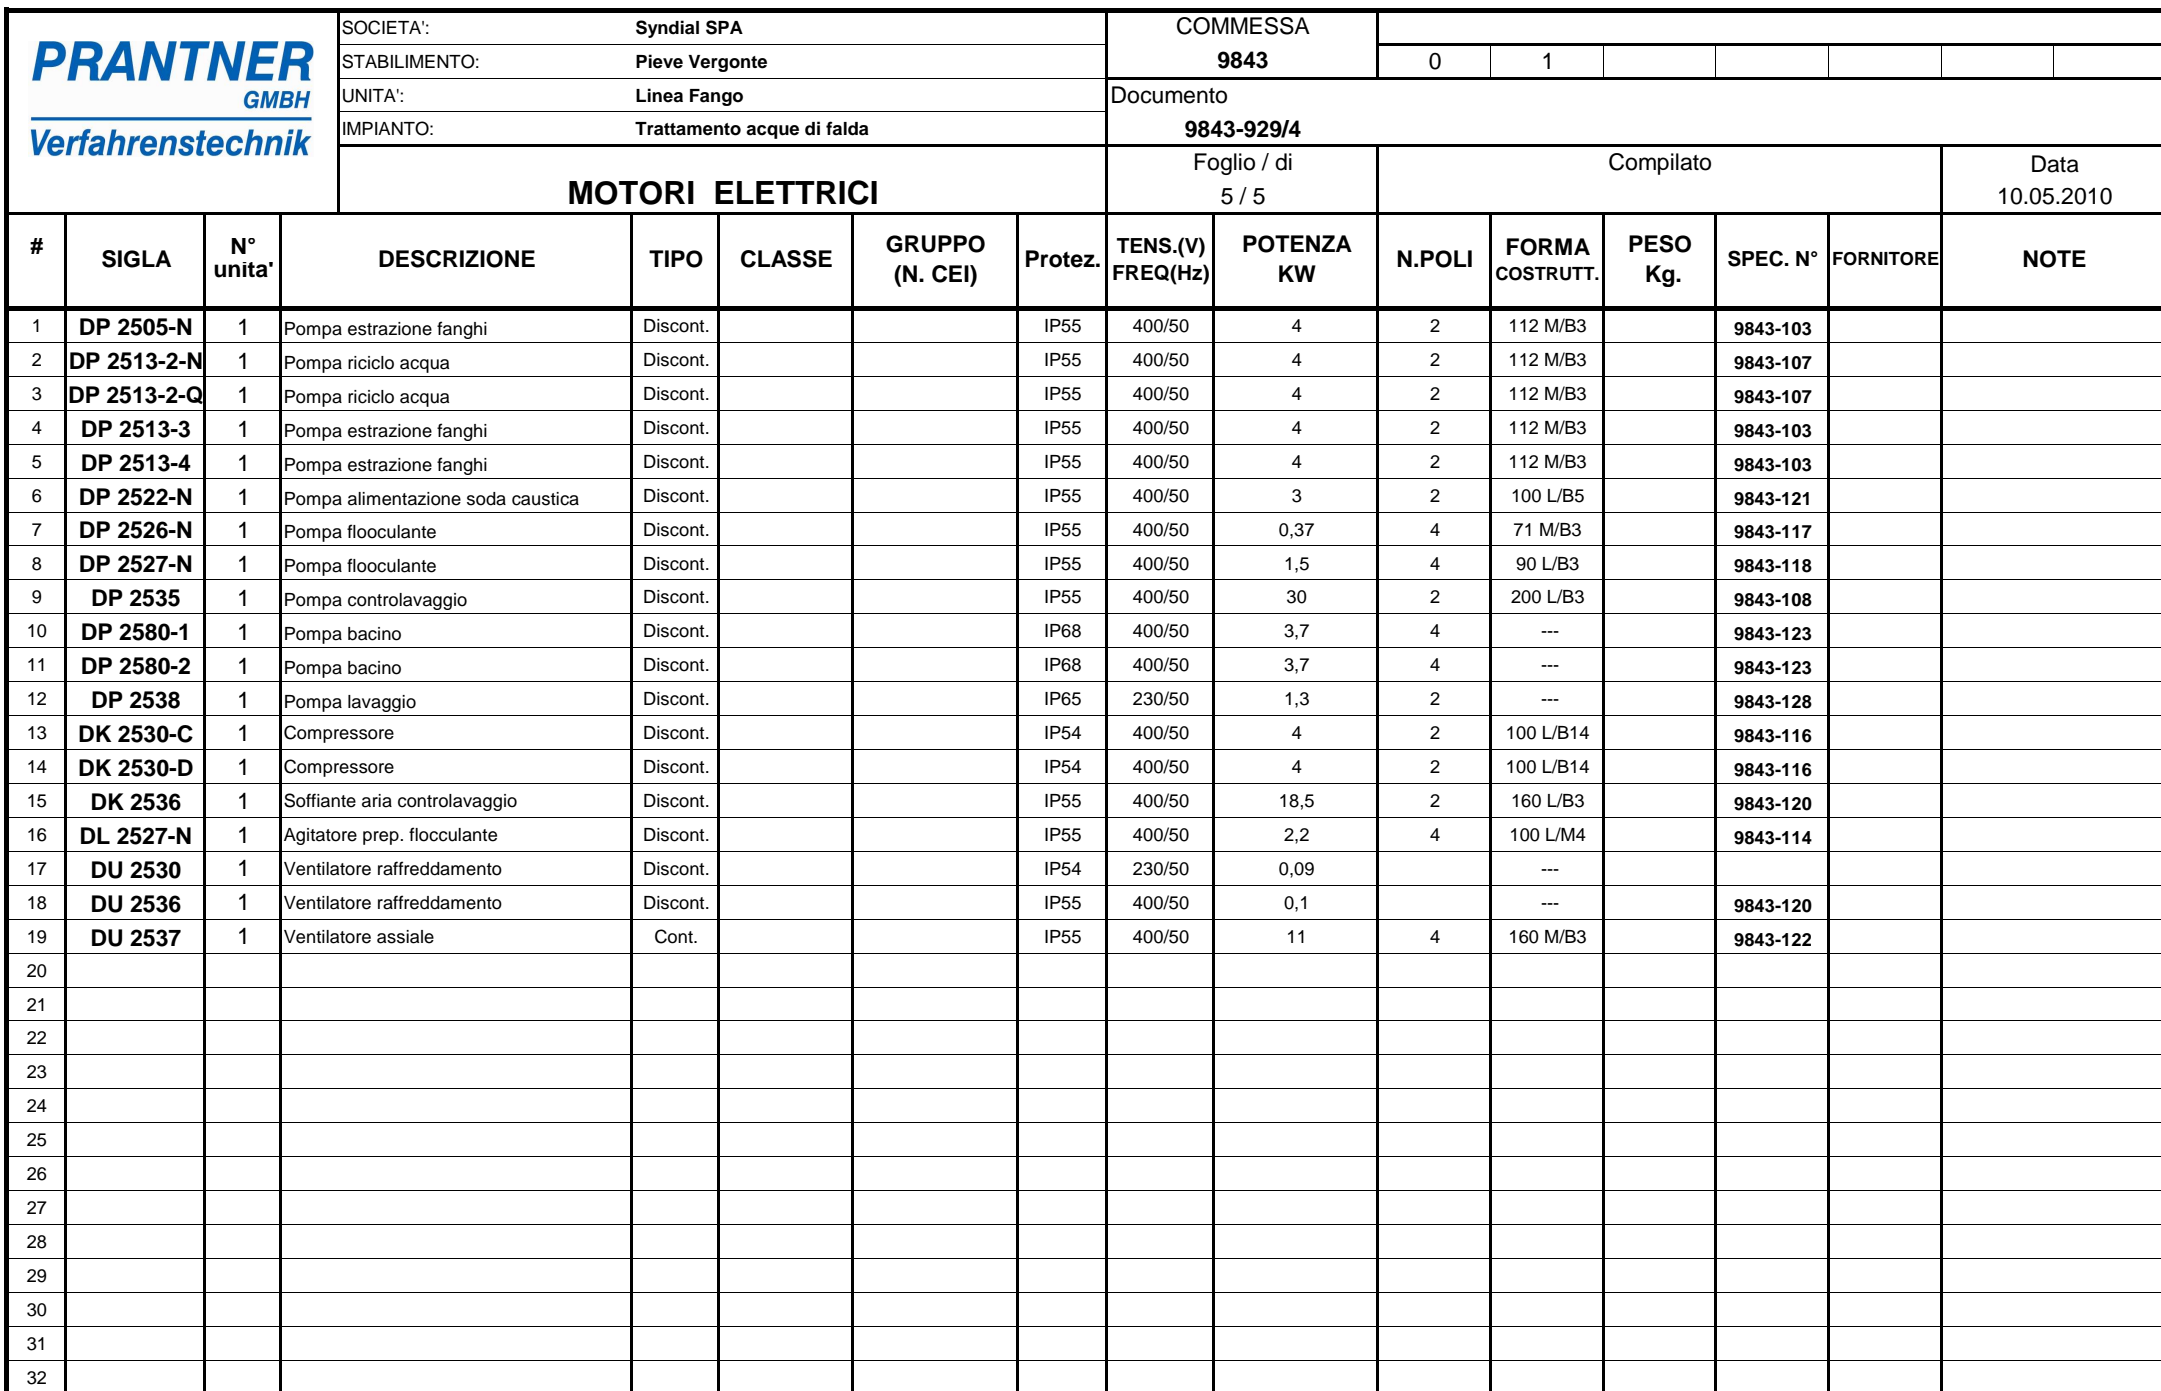 PRANTNER
GMBH
Verfahrenstechnik
SOCIETA': Syndial SPA
STABILIMENTO: Pieve Vergonte
UNITA': Linea Fango
IMPIANTO: Trattamento acque di falda
MOTORI ELETTRICI
COMMESSA
9843
0 1
Documento
9843-929/4
Foglio / di
5 / 5
Compilato
Data
10.05.2010
# SIGLA N° unita' DESCRIZIONE TIPO CLASSE GRUPPO (N. CEI) Protez. TENS.(V) FREQ(Hz) POTENZA KW N.POLI FORMA COSTRUTT. PESO Kg. SPEC. N° FORNITORE NOTE
1 DP 2505-N 1 Pompa estrazione fanghi Discont. IP55 400/50 4 2 112 M/B3 9843-103
2 DP 2513-2-N 1 Pompa riciclo acqua Discont. IP55 400/50 4 2 112 M/B3 9843-107
3 DP 2513-2-Q 1 Pompa riciclo acqua Discont. IP55 400/50 4 2 112 M/B3 9843-107
4 DP 2513-3 1 Pompa estrazione fanghi Discont. IP55 400/50 4 2 112 M/B3 9843-103
5 DP 2513-4 1 Pompa estrazione fanghi Discont. IP55 400/50 4 2 112 M/B3 9843-103
6 DP 2522-N 1 Pompa alimentazione soda caustica Discont. IP55 400/50 3 2 100 L/B5 9843-121
7 DP 2526-N 1 Pompa flooculante Discont. IP55 400/50 0,37 4 71 M/B3 9843-117
8 DP 2527-N 1 Pompa flooculante Discont. IP55 400/50 1,5 4 90 L/B3 9843-118
9 DP 2535 1 Pompa controlavaggio Discont. IP55 400/50 30 2 200 L/B3 9843-108
10 DP 2580-1 1 Pompa bacino Discont. IP68 400/50 3,7 4 --- 9843-123
11 DP 2580-2 1 Pompa bacino Discont. IP68 400/50 3,7 4 --- 9843-123
12 DP 2538 1 Pompa lavaggio Discont. IP65 230/50 1,3 2 --- 9843-128
13 DK 2530-C 1 Compressore Discont. IP54 400/50 4 2 100 L/B14 9843-116
14 DK 2530-D 1 Compressore Discont. IP54 400/50 4 2 100 L/B14 9843-116
15 DK 2536 1 Soffiante aria controlavaggio Discont. IP55 400/50 18,5 2 160 L/B3 9843-120
16 DL 2527-N 1 Agitatore prep. flocculante Discont. IP55 400/50 2,2 4 100 L/M4 9843-114
17 DU 2530 1 Ventilatore raffreddamento Discont. IP54 230/50 0,09 ---
18 DU 2536 1 Ventilatore raffreddamento Discont. IP55 400/50 0,1 --- 9843-120
19 DU 2537 1 Ventilatore assiale Cont. IP55 400/50 11 4 160 M/B3 9843-122
20
21
22
23
24
25
26
27
28
29
30
31
32